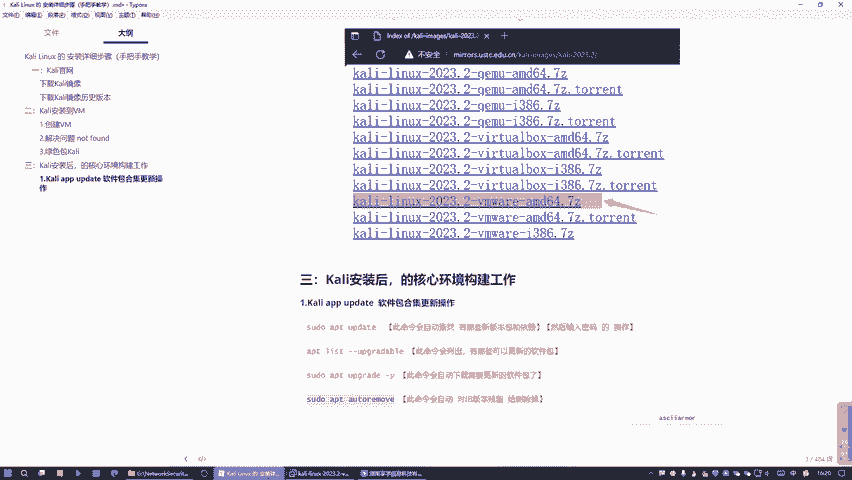 Kali Linux 的 安装详细步骤（手把手教学）.md - Typora
文件(F) 编辑(E) 段落(P) 格式(O) 视图(V) 主题(T) 帮助(H)
文件 大纲
Kali Linux 的 安装详细步骤（手把手教学）
一：Kali官网
下载Kali镜像
下载Kali镜像历史版本
二：Kali安装到VM
1.创建VM
2.解决问题 not found
3.绿色包Kali
三：Kali安装后，的核心环境构建工作
1.Kali app update 软件包合集更新操作
Index of /kali-images/kali-2023.
不安全 mirrors.ustc.edu.cn/kali-images/kali-2023.2/
kali-linux-2023.2-qemu-amd64.7z
kali-linux-2023.2-qemu-amd64.7z.torrent
kali-linux-2023.2-qemu-i386.7z
kali-linux-2023.2-qemu-i386.7z.torrent
kali-linux-2023.2-virtualbox-amd64.7z
kali-linux-2023.2-virtualbox-amd64.7z.torrent
kali-linux-2023.2-virtualbox-i386.7z
kali-linux-2023.2-virtualbox-i386.7z.torrent
kali-linux-2023.2-vmware-amd64.7z
kali-linux-2023.2-vmware-amd64.7z.torrent
kali-linux-2023.2-vmware-i386.7z
三：Kali安装后，的核心环境构建工作
1.Kali app update 软件包合集更新操作
sudo apt update 【此命令会自动查找 有哪些新版本包和依赖】【然后输入密码 的 操作】
apt list --upgradable 【此命令会列出，有哪些可以更新的软件包】
sudo apt upgrade -y 【此命令会自动下载需要更新的软件包了】
sudo apt autoremove 【此命令会自动 对旧版本残留 给删除掉】
asciiarmor
16:20